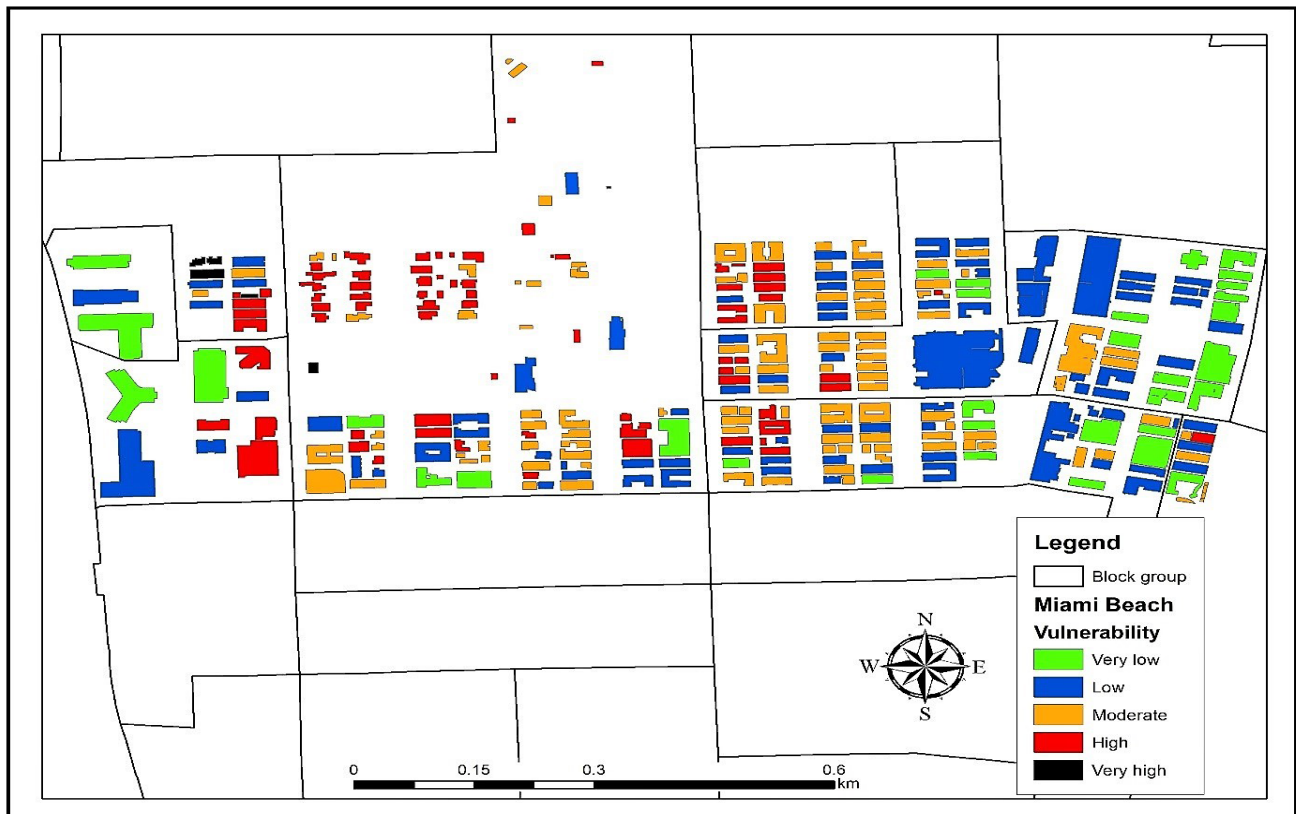 Legend
Block group
Miami Beach
Vulnerability
Very low
Low
Moderate
High
Very high
N
W E
S
0 0.15 0.3 0.6
km